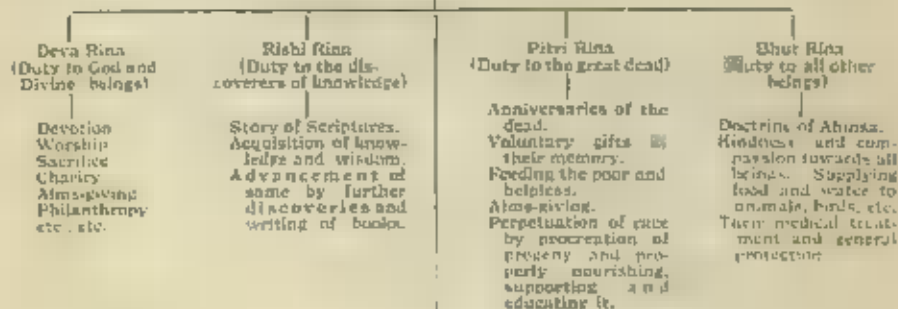 Deva Rina
(Duty to God and
Divine beings)
Devotion
Worship
Sacrifice
Charity
Alms-giving
Philanthropy
etc., etc.
Rishi Rina
(Duty to the dis-
coverers of knowledge)
Story of Scriptures.
Acquisition of know-
ledge and wisdom.
Advancement of
same by further
discoveries and
writing of books.
Pitri Rina
(Duty to the great dead)
Anniversaries of the
dead.
Voluntary gifts
their memory.
Feeding the poor and
helpless.
Alms-giving.
Perpetuation of race
by procreation of
progeny and pro-
perly nourishing,
supporting and
educating it.
Bhut Rina
(Duty to all other
beings)
Doctrine of Ahinsa.
Kindness and com-
passion towards all
beings. Supplying
food and water to
animals, birds, etc.
Their medical treat-
ment and general
protection